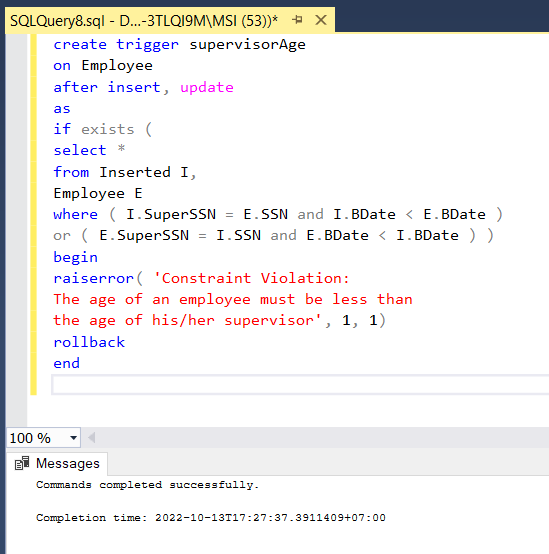 SQLQuery8.sql - D...-3TLQI9M\MSI (53))*
create trigger supervisorAge
on Employee
after insert, update
as
if exists (
select *
from Inserted I,
Employee E
where ( I.SuperSSN = E.SSN and I.BDate < E.BDate )
or ( E.SuperSSN = I.SSN and E.BDate < I.BDate ) )
begin
raiserror( 'Constraint Violation:
The age of an employee must be less than
the age of his/her supervisor', 1, 1)
rollback
end
100 %
Messages
Commands completed successfully.
Completion time: 2022-10-13T17:27:37.3911409+07:00